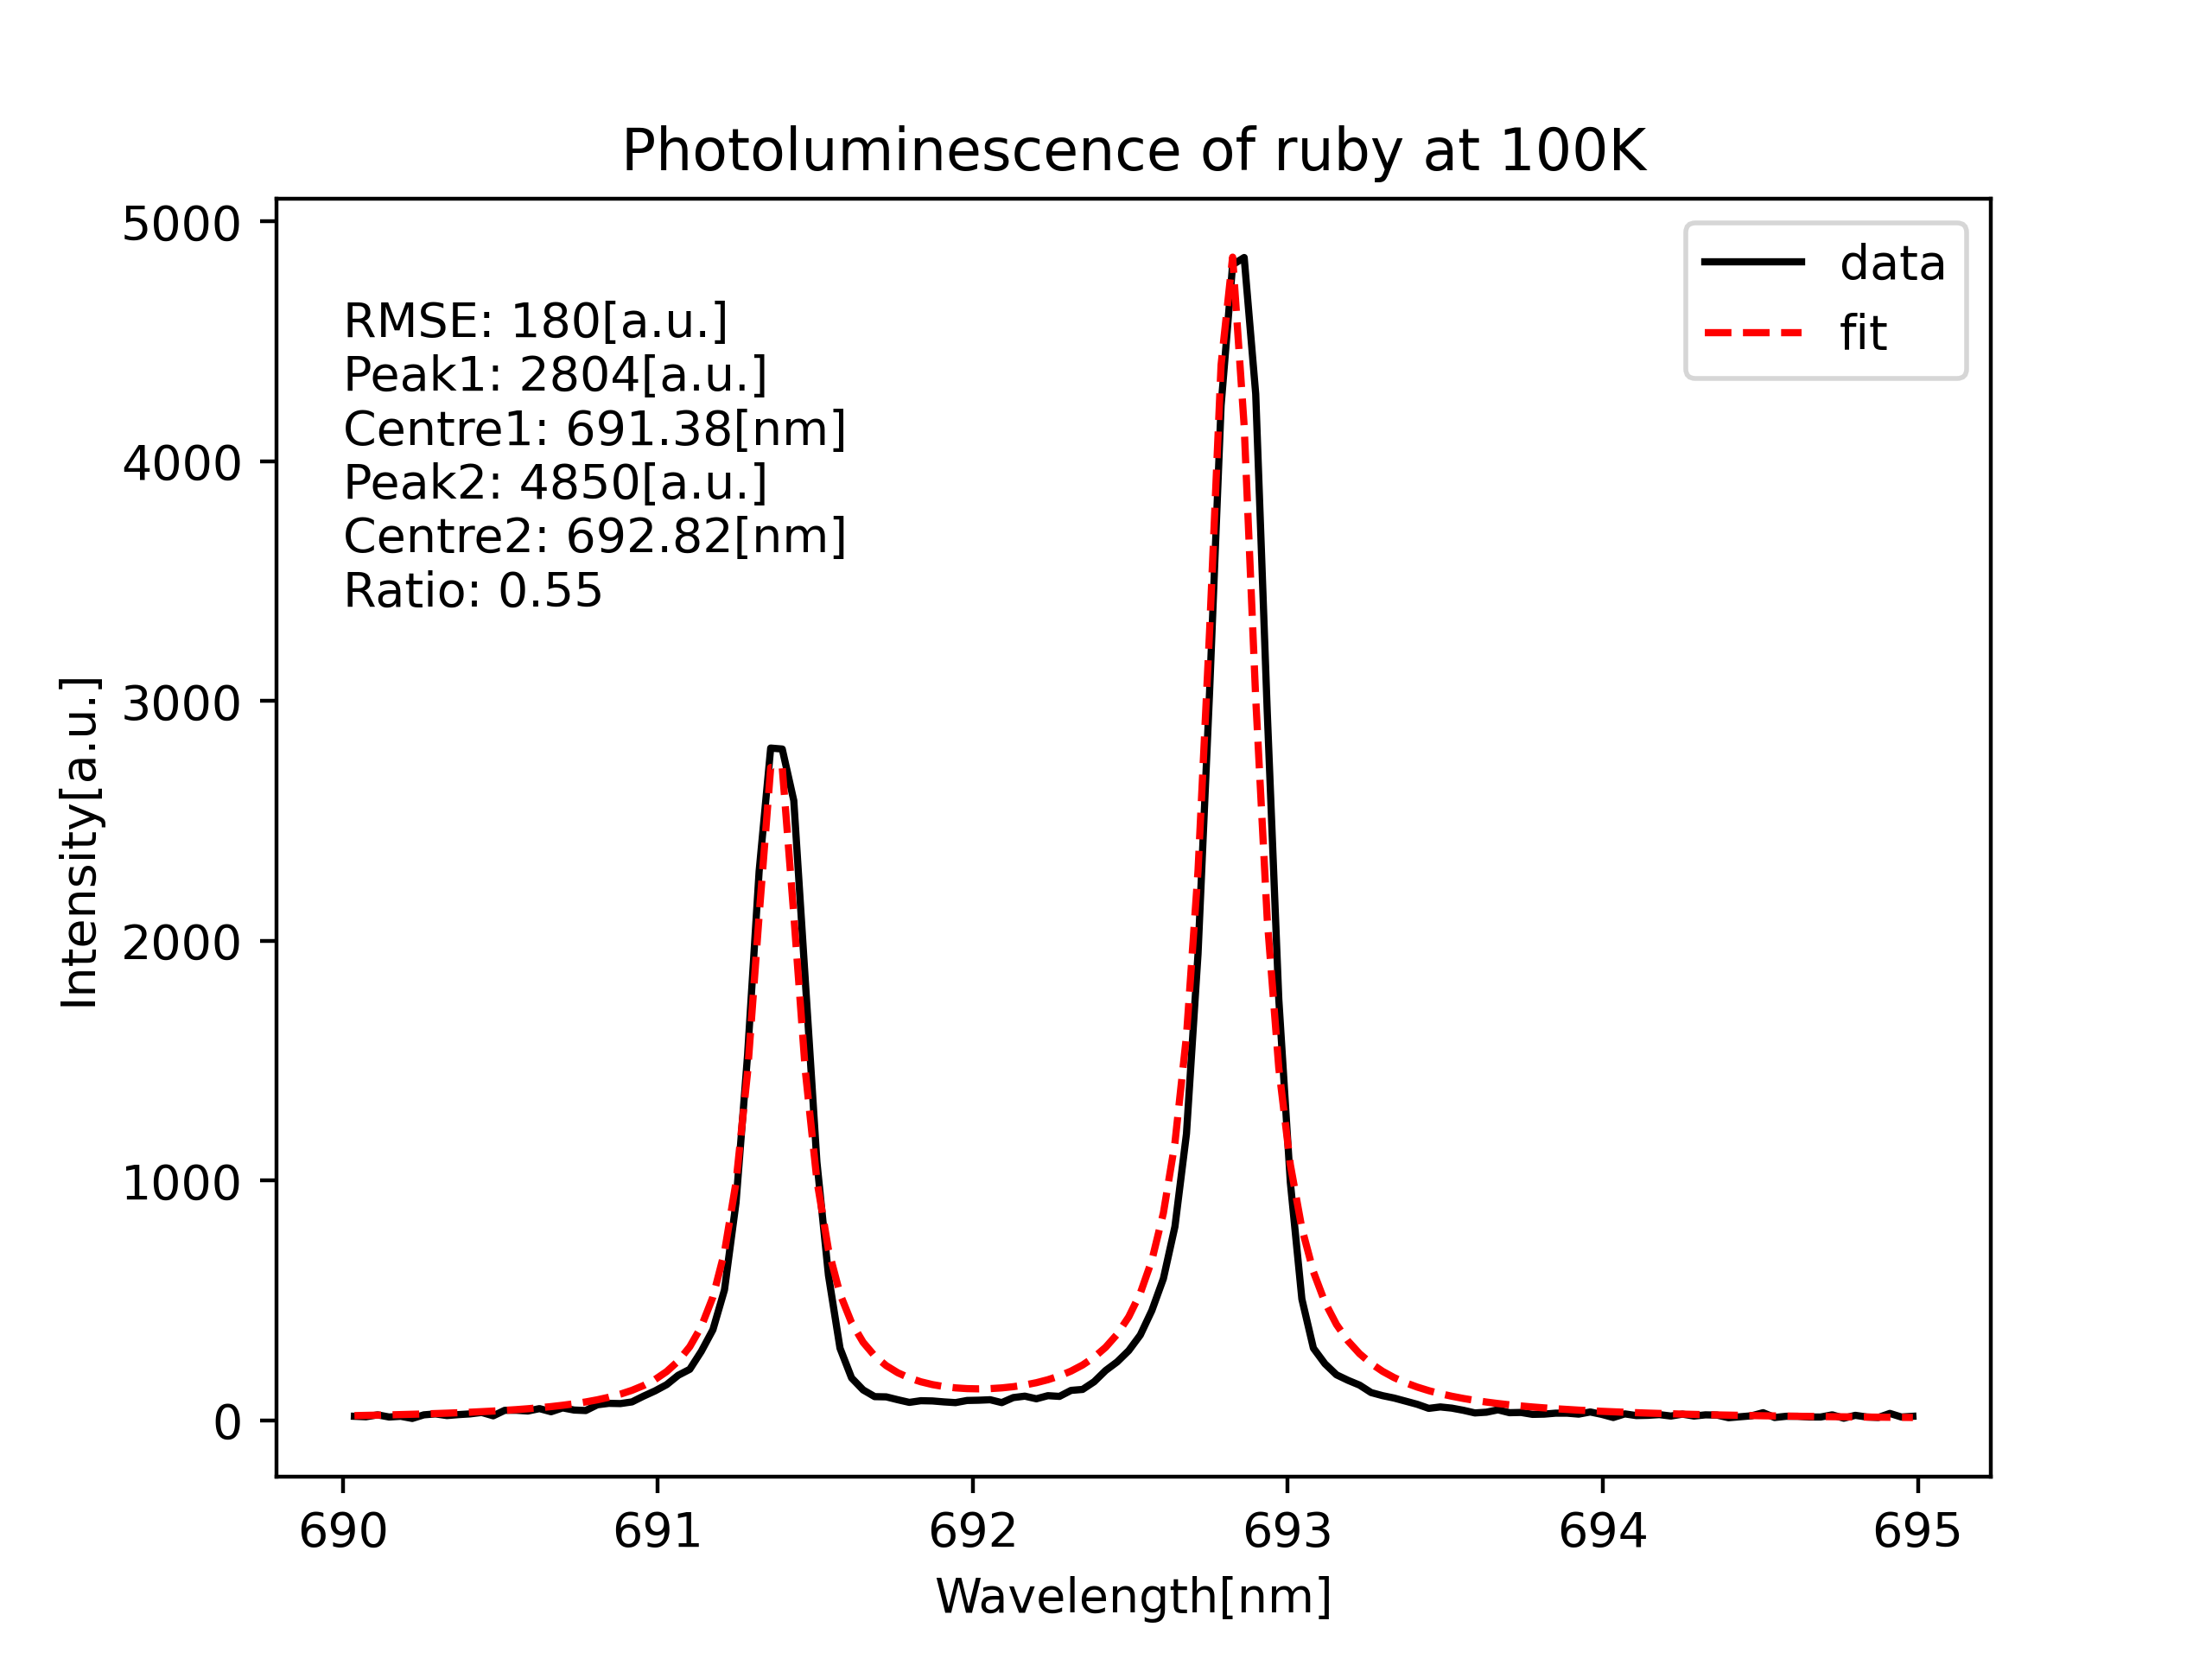 Photoluminescence of ruby at 100K
5000
4000
3000
2000
1000
0
Intensity[a.u.]
RMSE: 180[a.u.]
Peak1: 2804[a.u.]
Centre1: 691.38[nm]
Peak2: 4850[a.u.]
Centre2: 692.82[nm]
Ratio: 0.55
data
fit
690 691 692 693 694 695
Wavelength[nm]